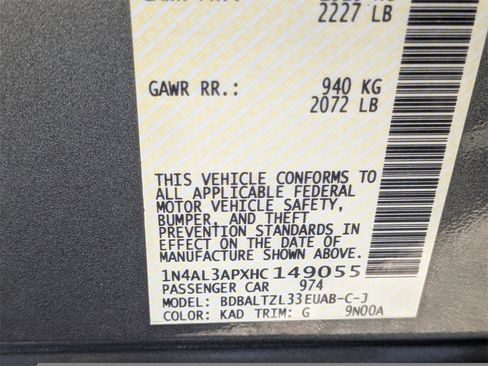 2227 LB
GAWR RR.: 940 KG
2072 LB
THIS VEHICLE CONFORMS TO
ALL APPLICABLE FEDERAL
MOTOR VEHICLE SAFETY,
BUMPER, AND THEFT
PREVENTION STANDARDS IN
EFFECT ON THE DATE OF
MANUFACTURE SHOWN ABOVE.
1N4AL3APXHC149055
PASSENGER CAR 974
MODEL: BDBALTZL33EUAB-C-J
COLOR: KAD TRIM: G 9N00A